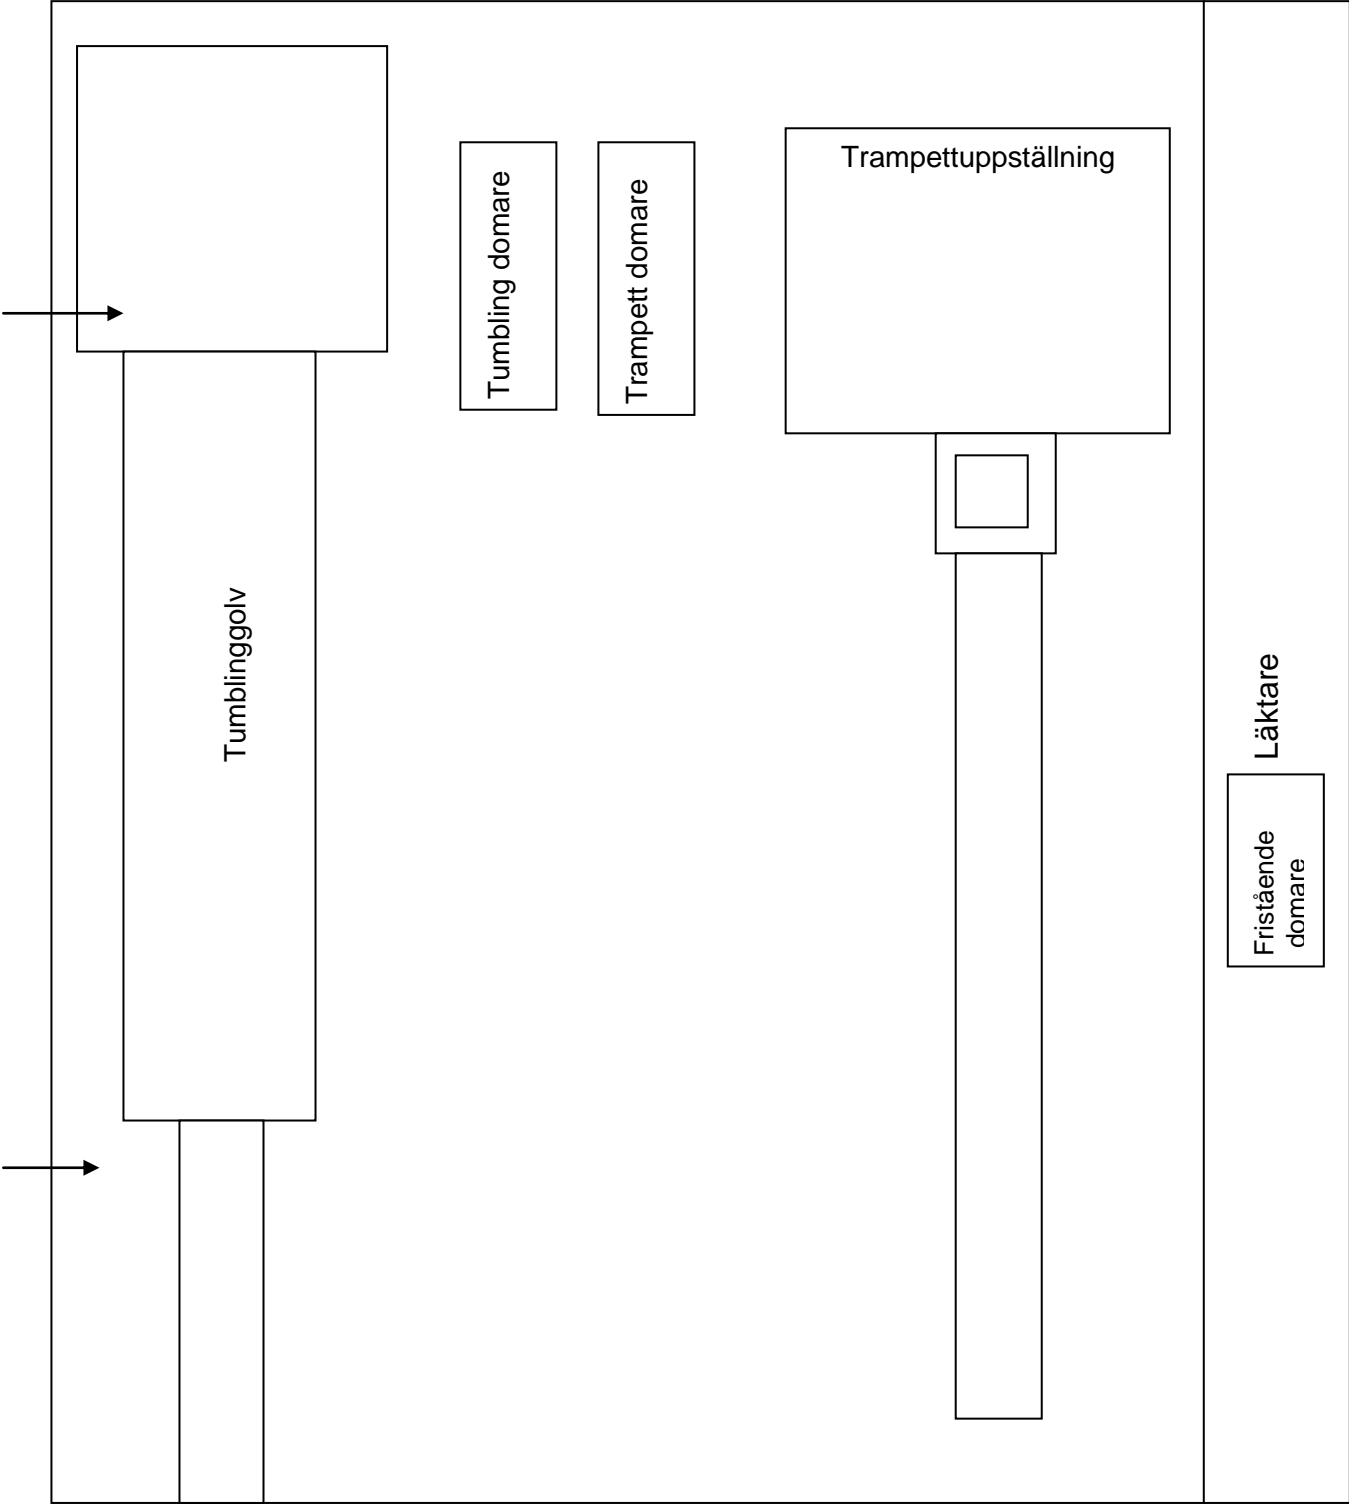 Trampettuppställning
Tumbling domare
Trampett domare
Tumblinggolv
Läktare
Fristående
domare